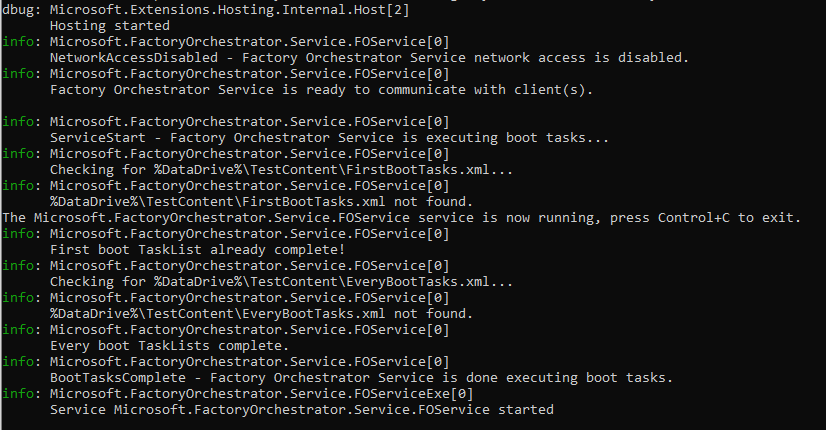 dbug: Microsoft.Extensions.Hosting.Internal.Host[2]
Hosting started
info: Microsoft.FactoryOrchestrator.Service.FOService[0]
NetworkAccessDisabled - Factory Orchestrator Service network access is disabled.
info: Microsoft.FactoryOrchestrator.Service.FOService[0]
Factory Orchestrator Service is ready to communicate with client(s).
info: Microsoft.FactoryOrchestrator.Service.FOService[0]
ServiceStart - Factory Orchestrator Service is executing boot tasks...
info: Microsoft.FactoryOrchestrator.Service.FOService[0]
Checking for %DataDrive%\TestContent\FirstBootTasks.xml...
info: Microsoft.FactoryOrchestrator.Service.FOService[0]
%DataDrive%\TestContent\FirstBootTasks.xml not found.
The Microsoft.FactoryOrchestrator.Service.FOService service is now running, press Control+C to exit.
info: Microsoft.FactoryOrchestrator.Service.FOService[0]
First boot TaskList already complete!
info: Microsoft.FactoryOrchestrator.Service.FOService[0]
Checking for %DataDrive%\TestContent\EveryBootTasks.xml...
info: Microsoft.FactoryOrchestrator.Service.FOService[0]
%DataDrive%\TestContent\EveryBootTasks.xml not found.
info: Microsoft.FactoryOrchestrator.Service.FOService[0]
Every boot TaskLists complete.
info: Microsoft.FactoryOrchestrator.Service.FOService[0]
BootTasksComplete - Factory Orchestrator Service is done executing boot tasks.
info: Microsoft.FactoryOrchestrator.Service.FOServiceExe[0]
Service Microsoft.FactoryOrchestrator.Service.FOService started